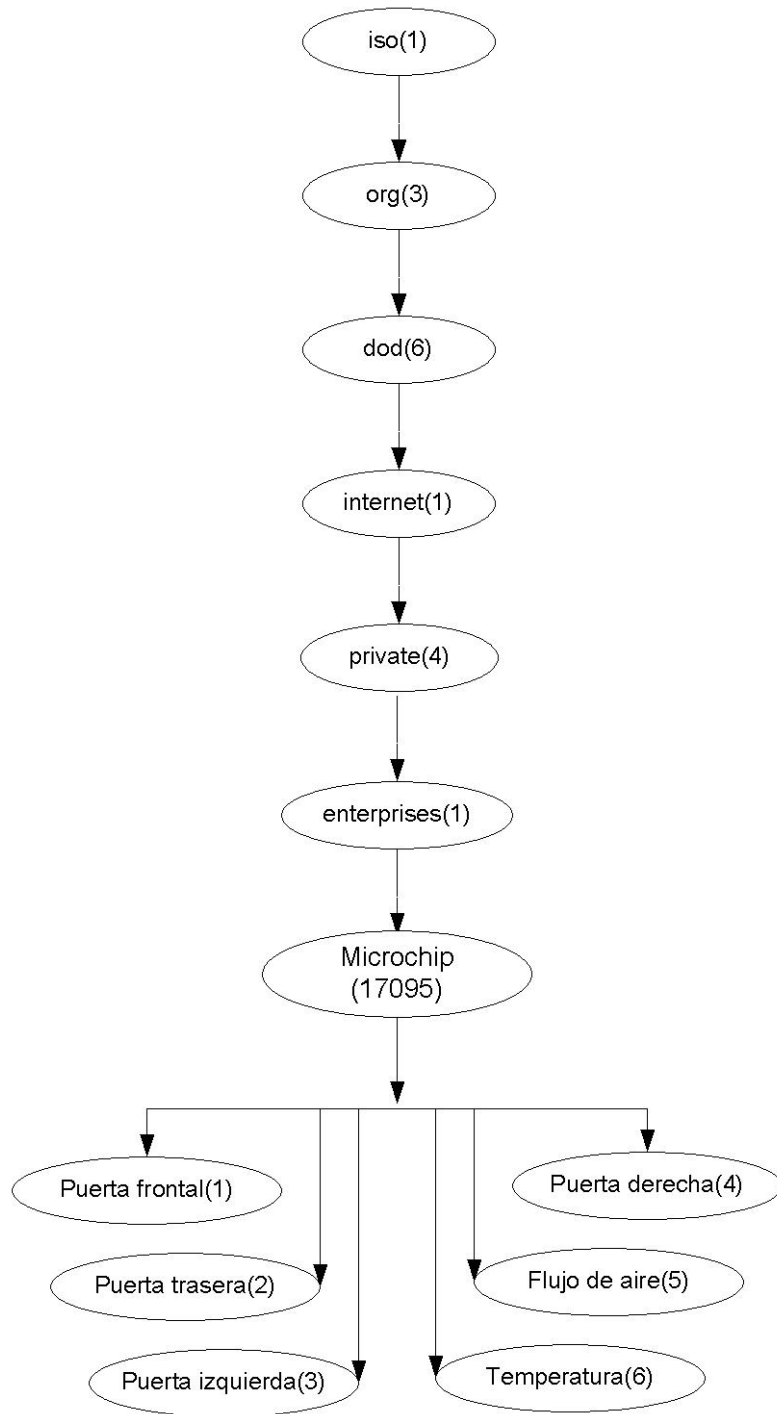 iso(1)
org(3)
dod(6)
internet(1)
private(4)
enterprises(1)
Microchip
(17095)
Puerta frontal(1)
Puerta derecha(4)
Puerta trasera(2)
Flujo de aire(5)
Puerta izquierda(3)
Temperatura(6)